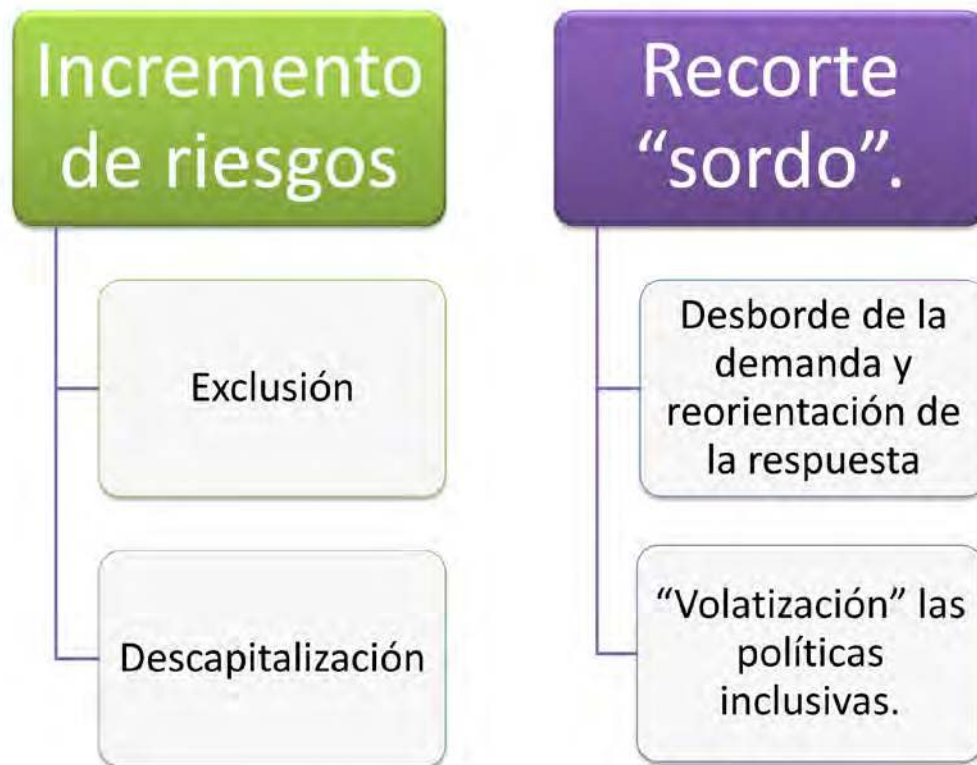 Incremento
de riesgos
Exclusión
Descapitalización
Recorte
“sordo”.
Desborde de la
demanda y
reorientación de
la respuesta
“Volatización” las
políticas
inclusivas.